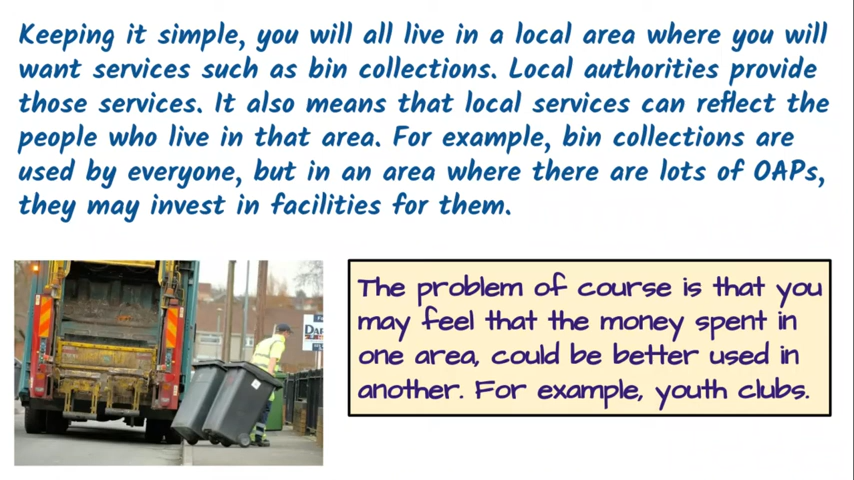 Keeping it simple, you will all live in a local area where you will
want services such as bin collections. Local authorities provide
those services. It also means that local services can reflect the
people who live in that area. For example, bin collections are
used by everyone, but in an area where there are lots of OAPs,
they may invest in facilities for them.
The problem of course is that you
may feel that the money spent in
one area, could be better used in
another. For example, youth clubs.